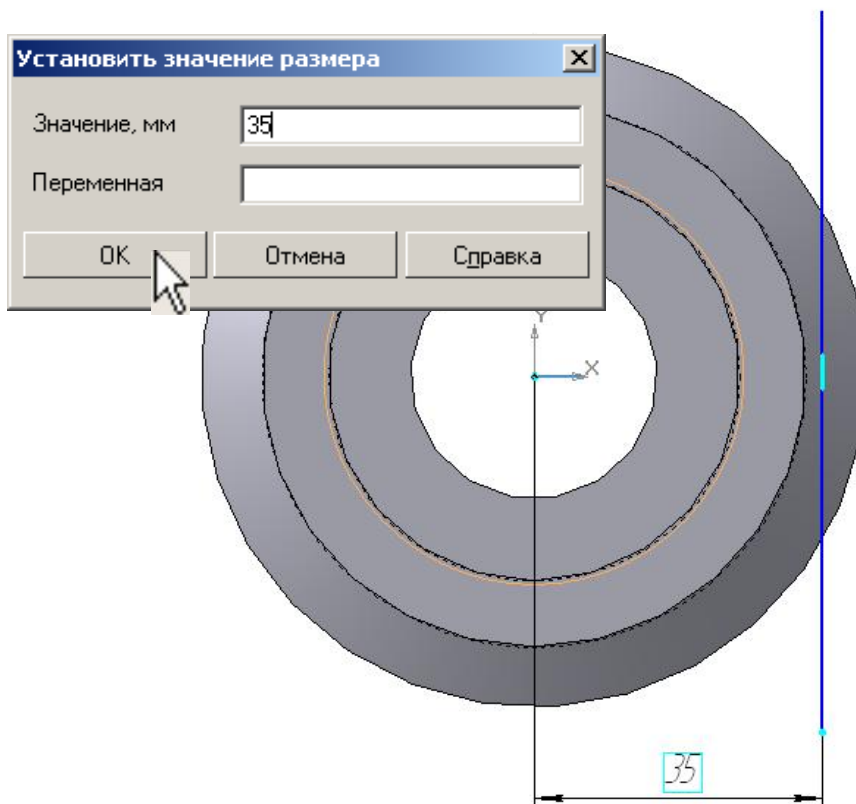 Установить значение размера
Значение, мм 35
Переменная
OK Отмена Справка
Y
X
35